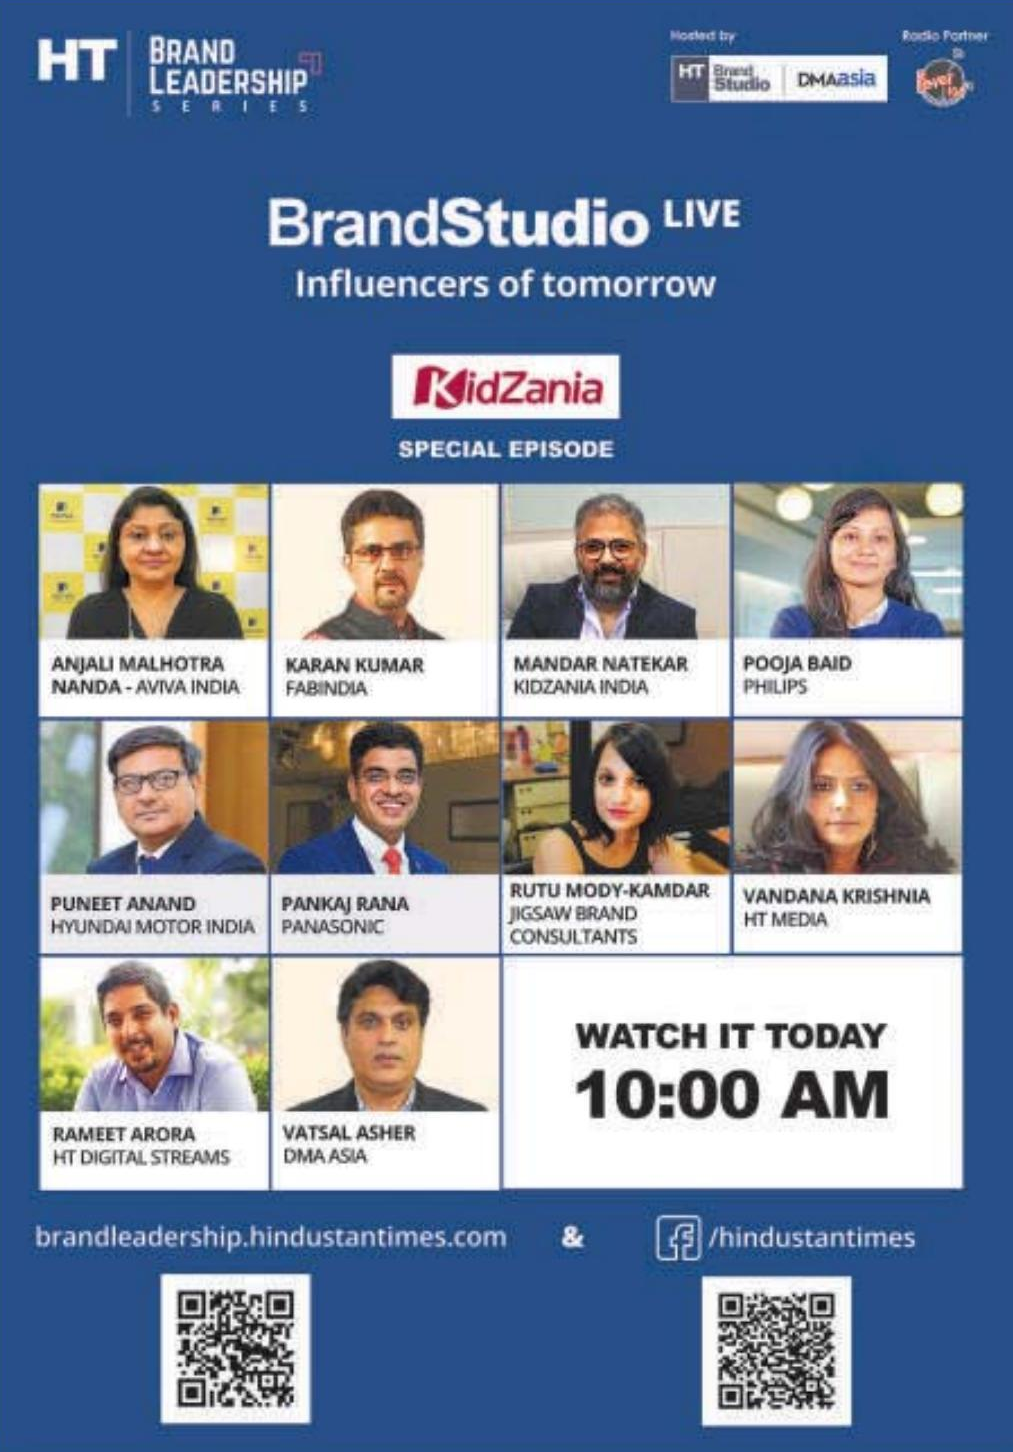 HT BRAND LEADERSHIP SERIES
Hosted by
HT Brand Studio DMAasia
Radio Partner
BrandStudio LIVE
Influencers of tomorrow
KidZania
SPECIAL EPISODE
ANJALI MALHOTRA
NANDA - AVIVA INDIA
KARAN KUMAR
FABINDIA
MANDAR NATEKAR
KIDZANIA INDIA
POOJA BAID
PHILIPS
PUNEET ANAND
HYUNDAI MOTOR INDIA
PANKAJ RANA
PANASONIC
RUTU MODY-KAMDAR
JIGSAW BRAND
CONSULTANTS
VANDANA KRISHNIA
HT MEDIA
RAMEET ARORA
HT DIGITAL STREAMS
VATSAL ASHER
DMA ASIA
WATCH IT TODAY
10:00 AM
brandleadership.hindustantimes.com & f /hindustantimes